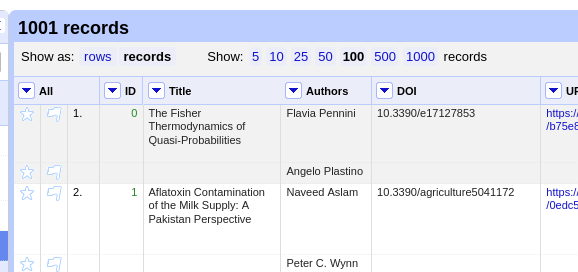 1001 records
Show as: rows records Show: 5 10 25 50 100 500 1000 records
All ID Title Authors DOI
1. 0 The Fisher Flavia Pennini 10.3390/e17127853 https:/
Thermodynamics of /b75e8
Quasi-Probabilities
Angelo Plastino
2. 1 Aflatoxin Contamination Naveed Aslam 10.3390/agriculture5041172 https:/
of the Milk Supply: A /0edc5
Pakistan Perspective
Peter C. Wynn